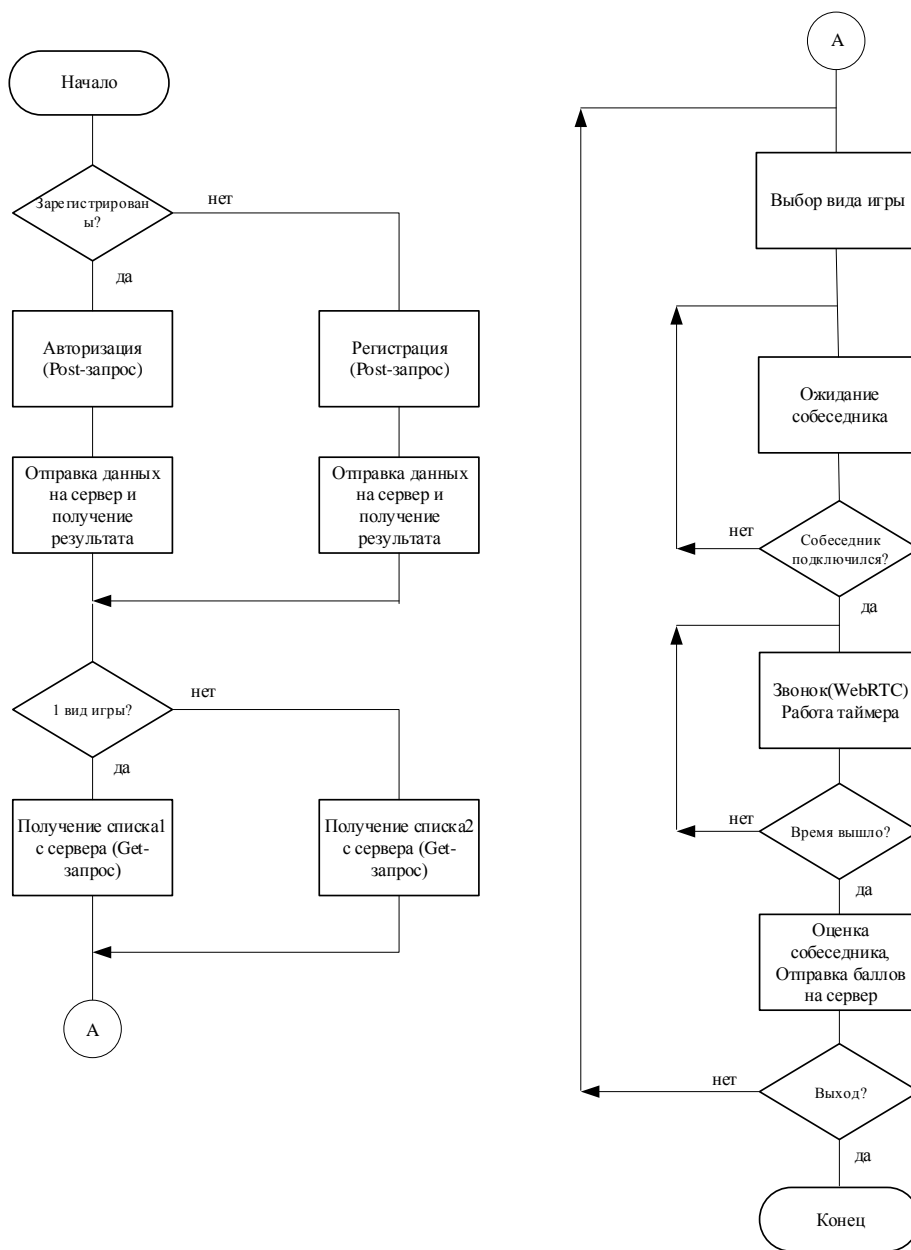 Начало
Зарегистрирован
ы?
нет
да
Авторизация
(Post-запрос)
Регистрация
(Post-запрос)
Отправка данных
на сервер и
получение
результата
Отправка данных
на сервер и
получение
результата
1 вид игры?
нет
да
Получение списка1
с сервера (Get-
запрос)
Получение списка2
с сервера (Get-
запрос)
А
А
Выбор вида игры
Ожидание
собеседника
Собеседник
подключился?
нет
да
Звонок(WebRTC)
Работа таймера
Время вышло?
нет
да
Оценка
собеседника,
Отправка баллов
на сервер
Выход?
нет
да
Конец